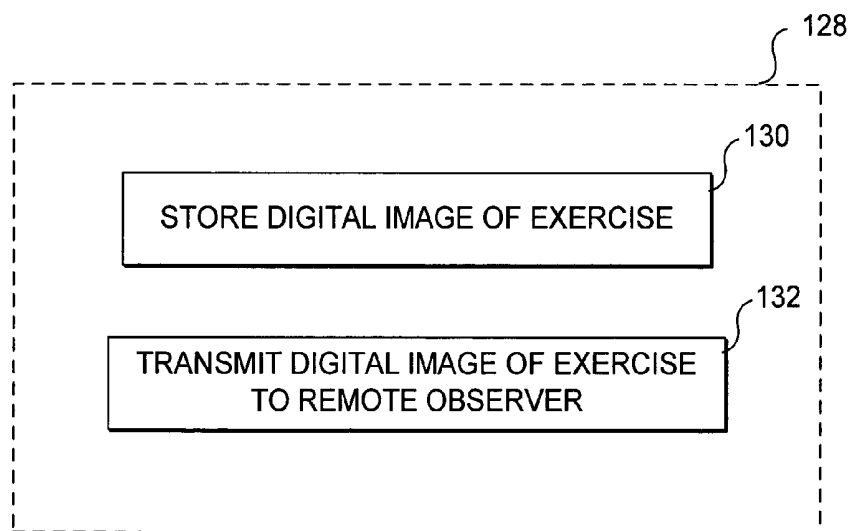 128
130
STORE DIGITAL IMAGE OF EXERCISE
132
TRANSMIT DIGITAL IMAGE OF EXERCISE
TO REMOTE OBSERVER